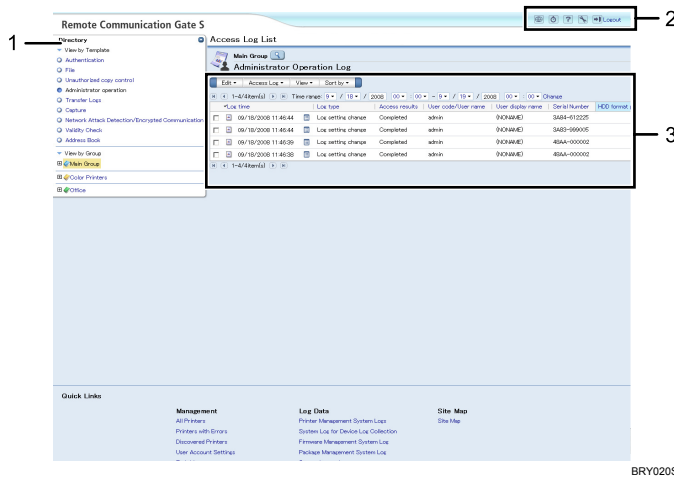 Remote Communication Gate S
Logout
2
1
Directory
Access Log List
View by Template
Authentication
File
Unauthorized copy control
Administrator operation
Transfer Logs
Capture
Network Attack Detection/Encrypted Communication
Validity Check
Address Book
View by Group
Main Group
Color Printers
Office
Main Group
Administrator Operation Log
Edit Access Log View Sort by
1-4/4item(s) Time range: 9 / 18 / 2008 00 : 00 - 9 / 19 / 2008 00 : 00 Change
Log time Log type Access results User code/User name User display name Serial Number HDD format
09/18/2008 11:46:44 Log setting change Completed admin (NONAME) 3A84-612225
09/18/2008 11:46:44 Log setting change Completed admin (NONAME) 3A83-999005
09/18/2008 11:46:39 Log setting change Completed admin (NONAME) 48AA-000002
09/18/2008 11:46:38 Log setting change Completed admin (NONAME) 48AA-000002
1-4/4item(s)
3
Quick Links
Management Log Data Site Map
All Printers Printer Management System Logs Site Map
Printers with Errors System Log for Device Log Collection
Discovered Printers Firmware Management System Log
User Account Settings Package Management System Log
BRY020S